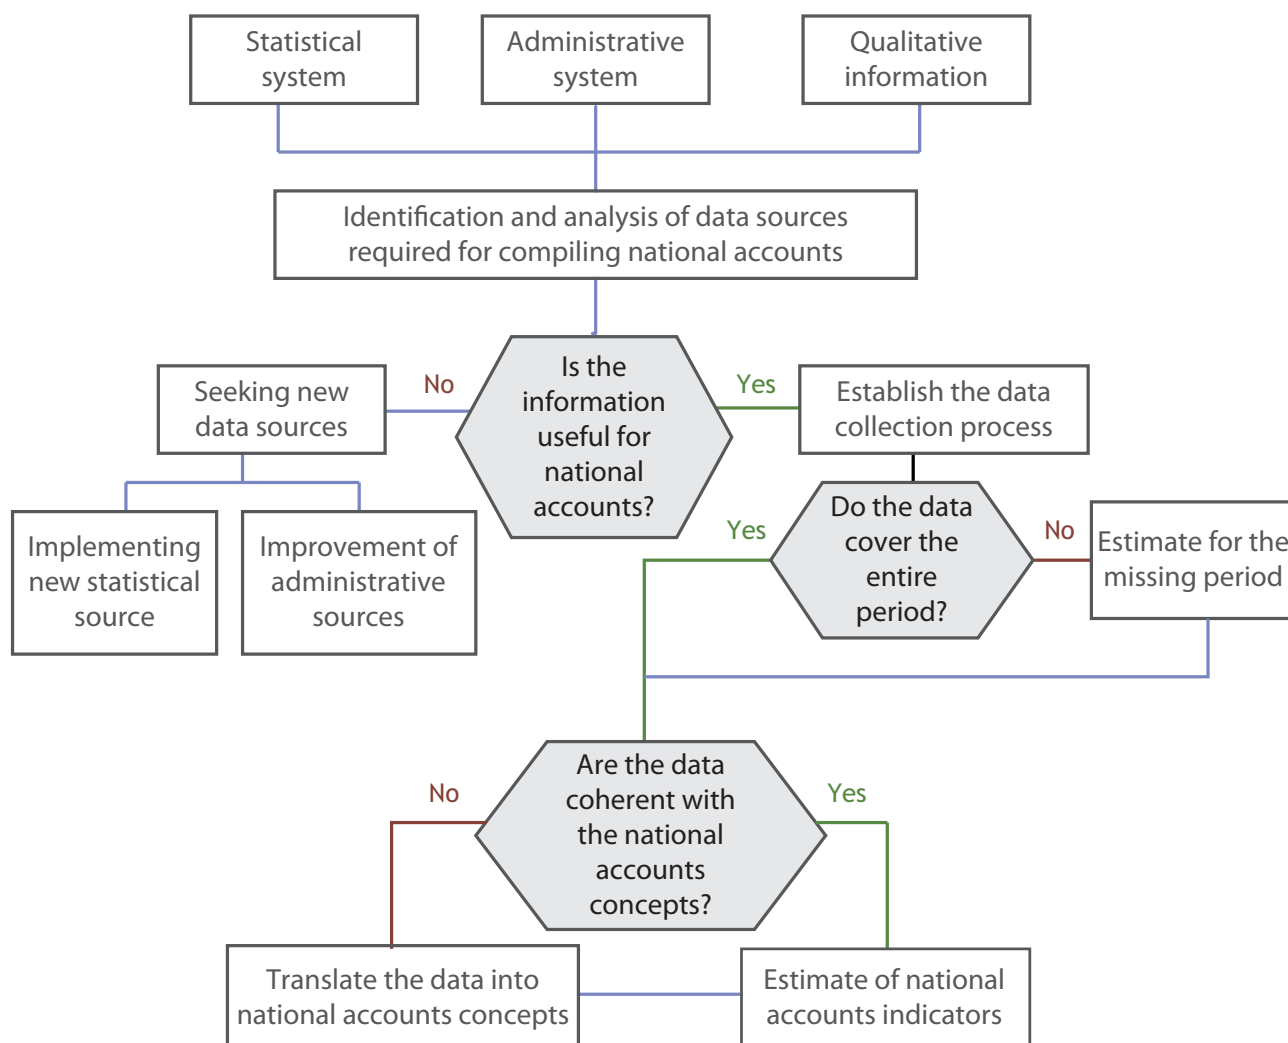 Statistical
system
Administrative
system
Qualitative
information
Identification and analysis of data sources
required for compiling national accounts
Is the
information
useful for
national
accounts?
No
Yes
Seeking new
data sources
Establish the data
collection process
Implementing
new statistical
source
Improvement of
administrative
sources
Do the data
cover the
entire
period?
Yes
No
Estimate for the
missing period
Are the data
coherent with
the national
accounts
concepts?
No
Yes
Translate the data into
national accounts concepts
Estimate of national
accounts indicators